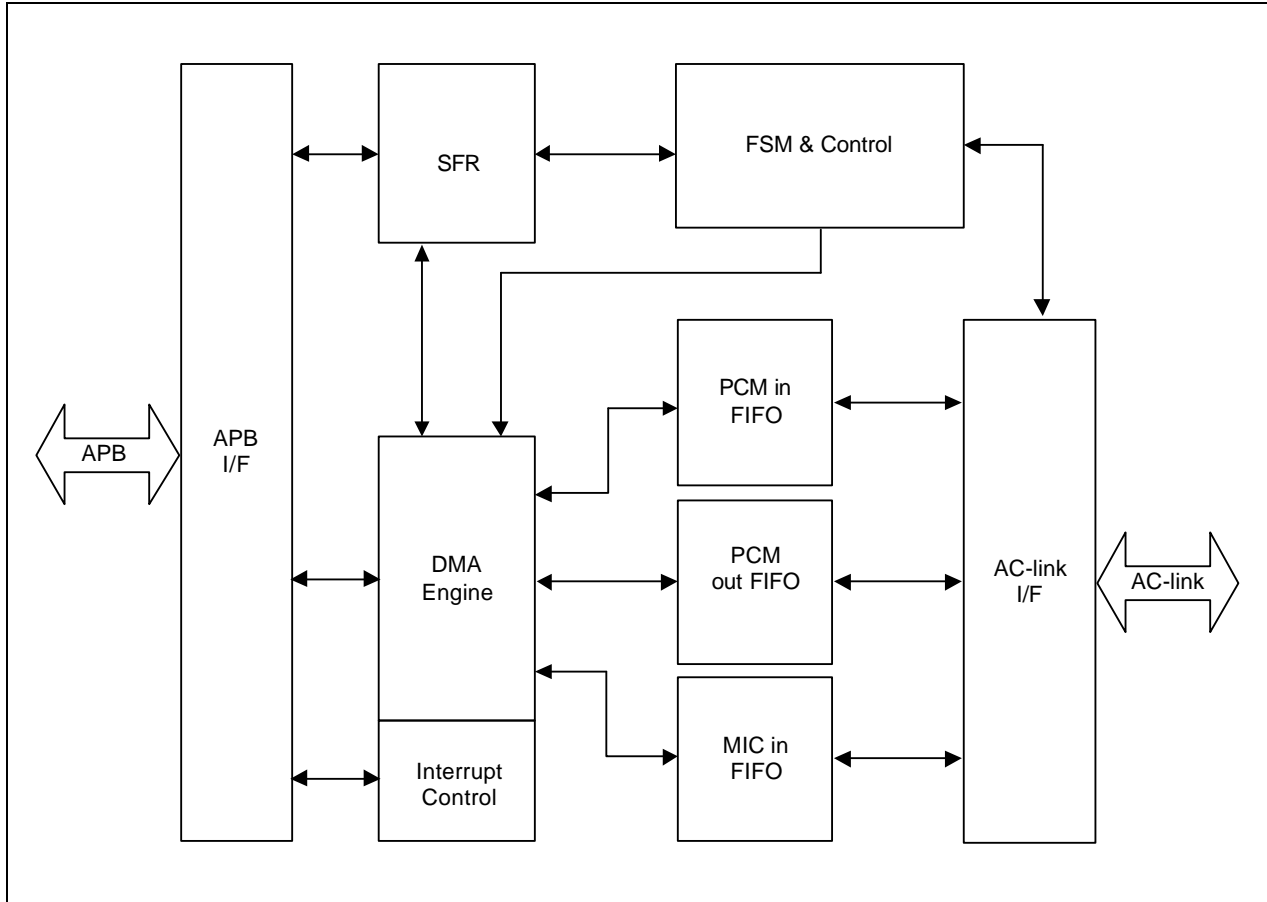 SFR
FSM & Control
APB
APB
I/F
DMA
Engine
Interrupt
Control
PCM in
FIFO
PCM
out FIFO
MIC in
FIFO
AC-link
I/F
AC-link